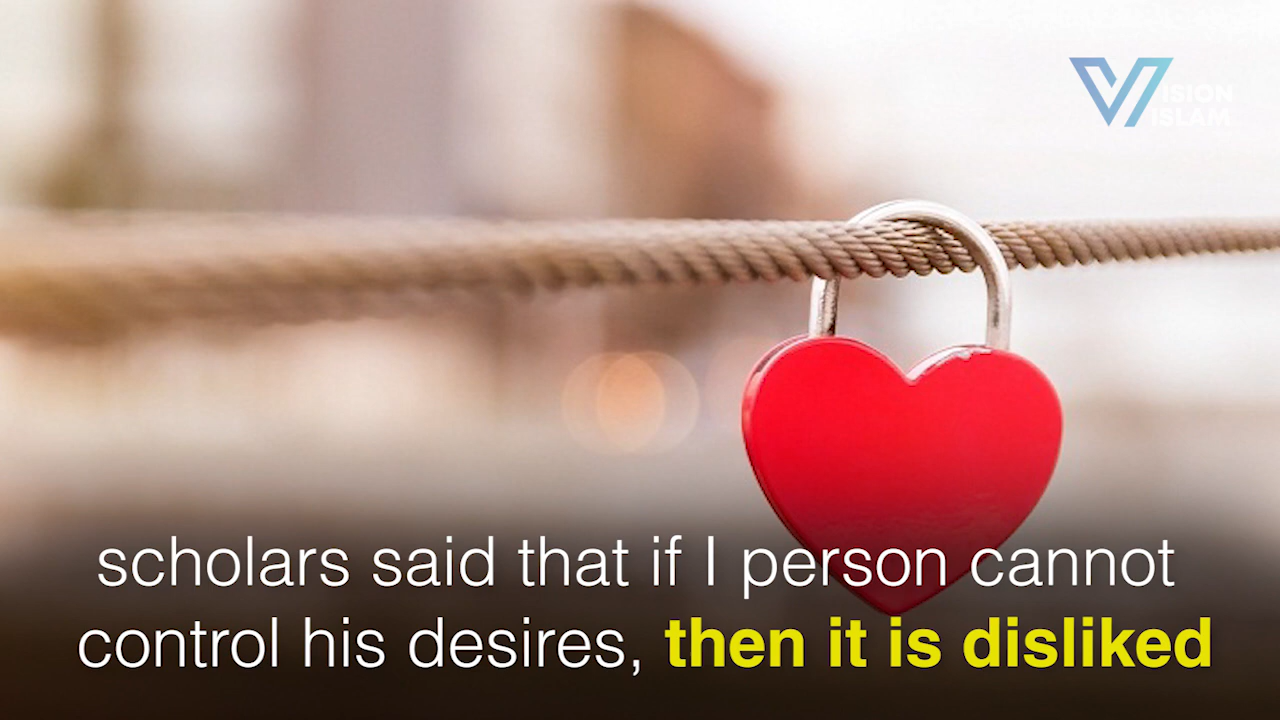 VISION
ISLAM
scholars said that if I person cannot
control his desires, then it is disliked